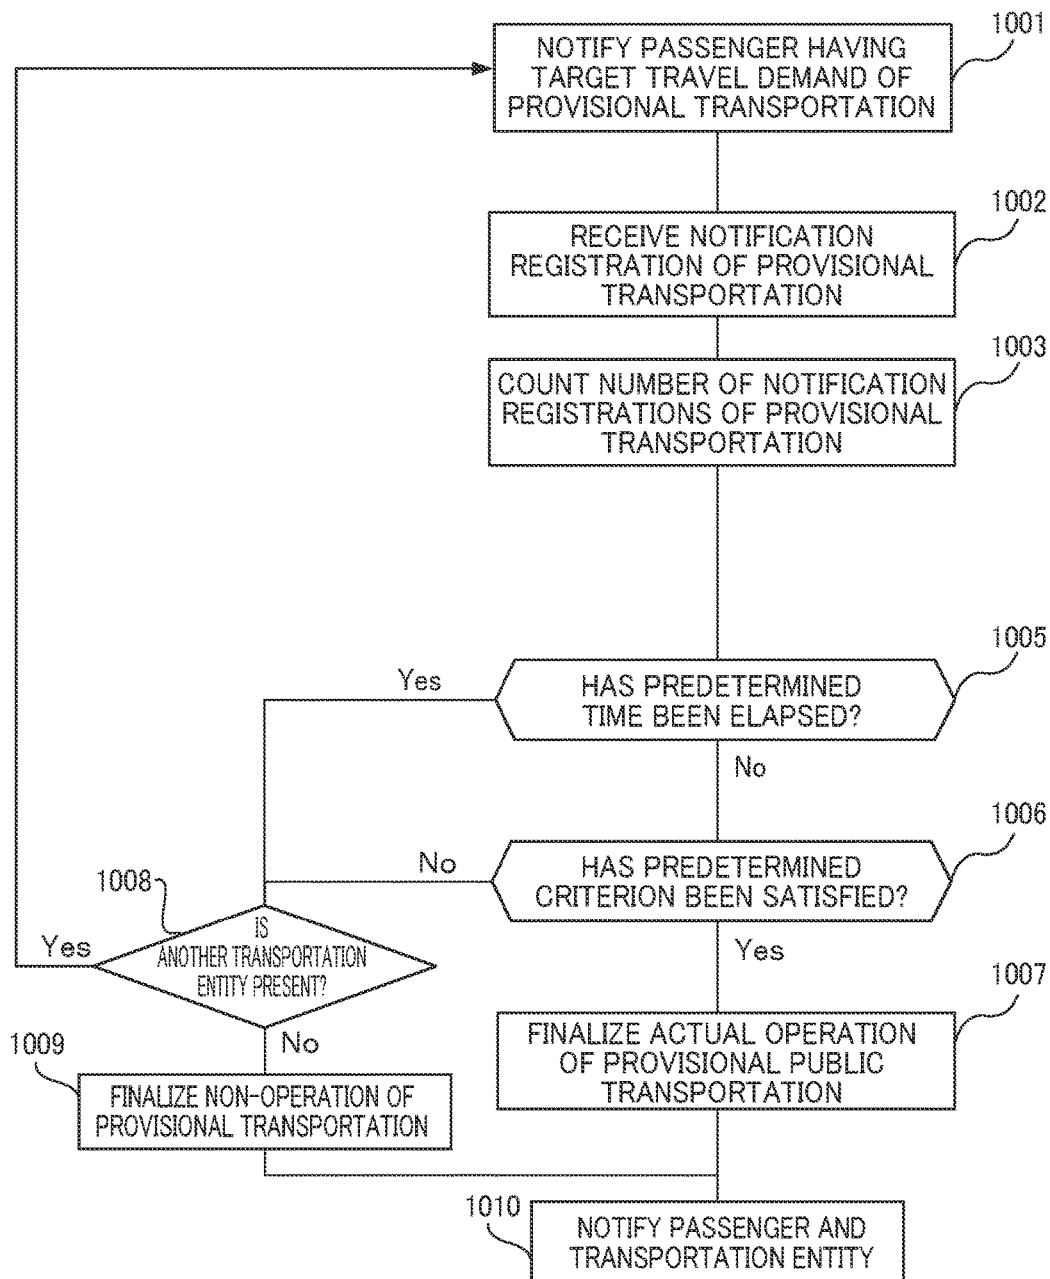 1001
NOTIFY PASSENGER HAVING
TARGET TRAVEL DEMAND OF
PROVISIONAL TRANSPORTATION
1002
RECEIVE NOTIFICATION
REGISTRATION OF PROVISIONAL
TRANSPORTATION
1003
COUNT NUMBER OF NOTIFICATION
REGISTRATIONS OF PROVISIONAL
TRANSPORTATION
1005
Yes
HAS PREDETERMINED
TIME BEEN ELAPSED?
No
1006
No
HAS PREDETERMINED
CRITERION BEEN SATISFIED?
1008
Yes
IS
ANOTHER TRANSPORTATION
ENTITY PRESENT?
Yes
1007
No
1009
FINALIZE ACTUAL OPERATION
OF PROVISIONAL PUBLIC
TRANSPORTATION
FINALIZE NON-OPERATION OF
PROVISIONAL TRANSPORTATION
1010
NOTIFY PASSENGER AND
TRANSPORTATION ENTITY